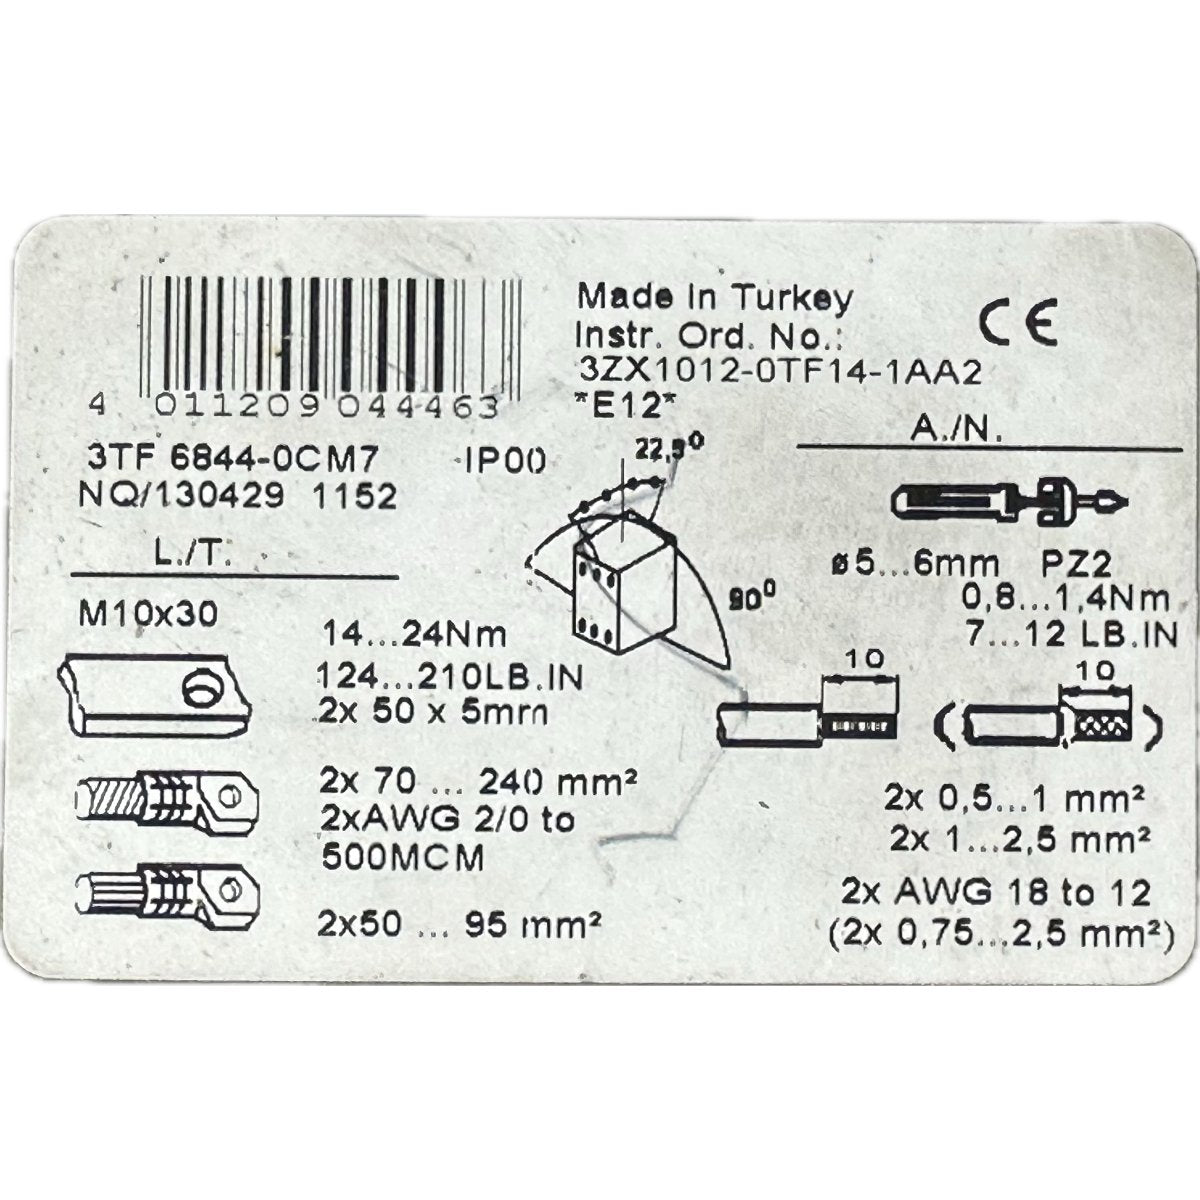 4 011209 044463
3TF 6844-0CM7 IP00
NQ/130429 1152
Made In Turkey
Instr. Ord. No.:
3ZX1012-0TF14-1AA2
*E12*
CE
22,5⁰
90⁰
L./T.
M10x30
14...24Nm
124...210LB.IN
2x 50 x 5mm
2x 70 ... 240 mm²
2xAWG 2/0 to
500MCM
2x50 ... 95 mm²
A./N.
ø5...6mm PZ2
0,8...1,4Nm
7...12 LB.IN
10
( 10 )
2x 0,5...1 mm²
2x 1...2,5 mm²
2x AWG 18 to 12
(2x 0,75...2,5 mm²)